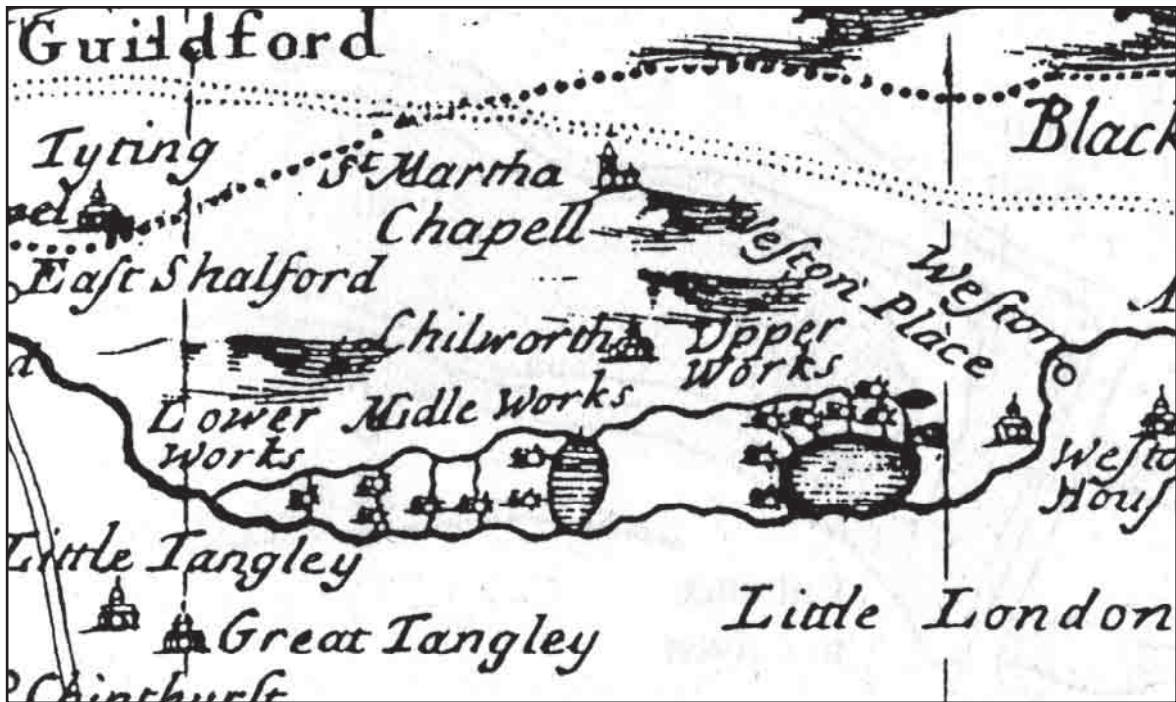 Guildford
Black
Tyting
St. Martha
Chapell
Eaſt Shalford
Weſton Place
Weſton
Chilworth
Upper
Works
Lower
Works
Midle Works
Weſto
Houſ
Little Tangley
Great Tangley
Little London
Chinthurſt